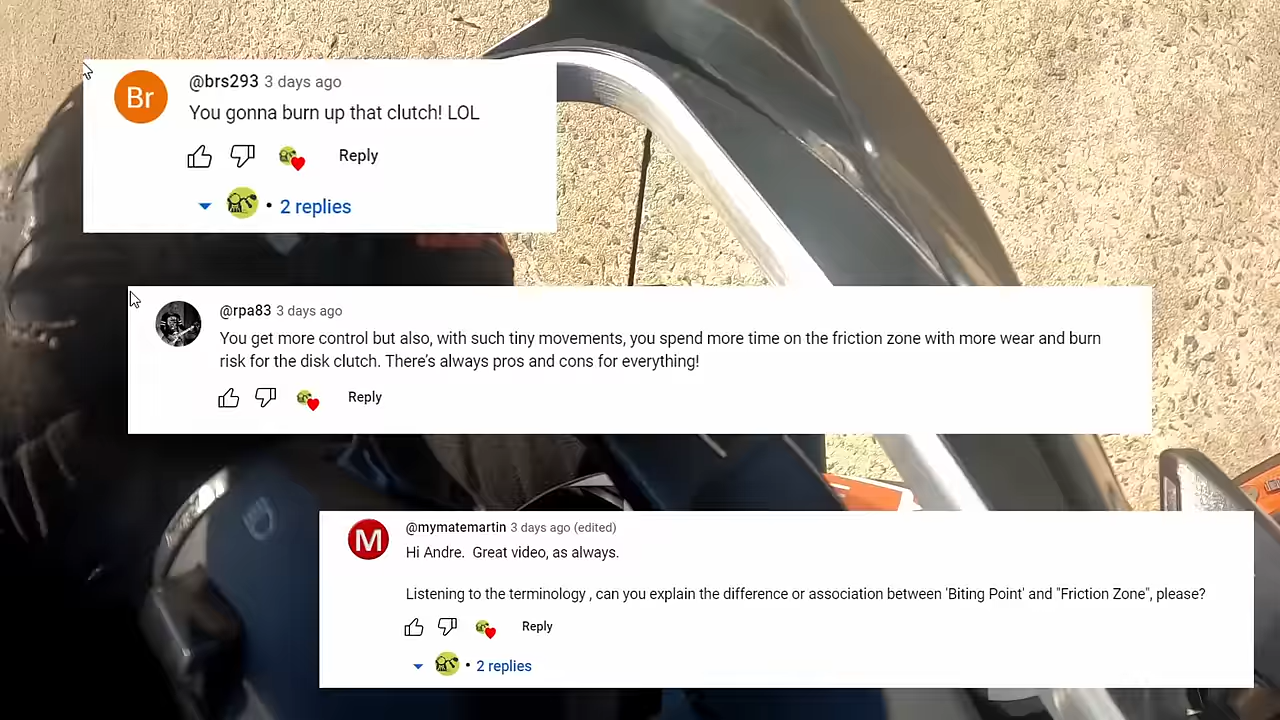 Br
@brs293 3 days ago
You gonna burn up that clutch! LOL
Reply
• 2 replies
@rpa83 3 days ago
You get more control but also, with such tiny movements, you spend more time on the friction zone with more wear and burn
risk for the disk clutch. There's always pros and cons for everything!
Reply
M
@mymatemartin 3 days ago (edited)
Hi Andre.  Great video, as always.
Listening to the terminology , can you explain the difference or association between 'Biting Point' and "Friction Zone", please?
Reply
• 2 replies